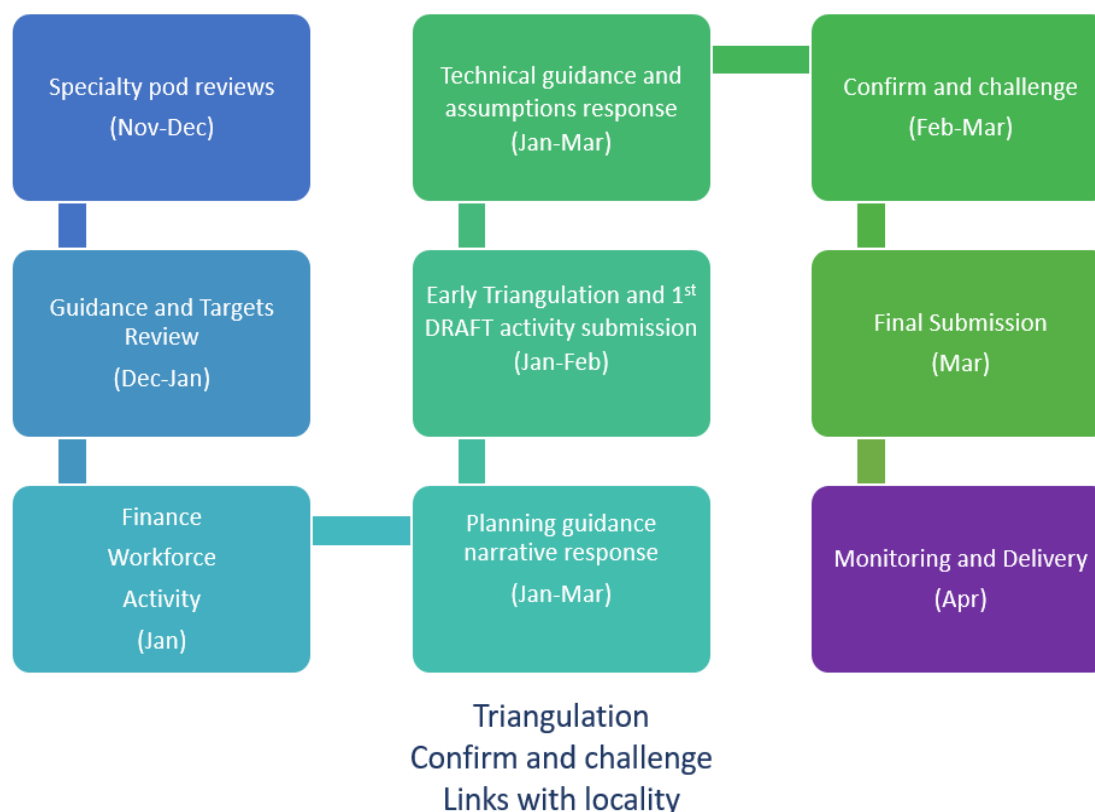 Specialty pod reviews
(Nov-Dec)
Guidance and Targets
Review
(Dec-Jan)
Finance
Workforce
Activity
(Jan)
Planning guidance
narrative response
(Jan-Mar)
Early Triangulation and 1st
DRAFT activity submission
(Jan-Feb)
Technical guidance and
assumptions response
(Jan-Mar)
Confirm and challenge
(Feb-Mar)
Final Submission
(Mar)
Monitoring and Delivery
(Apr)
Triangulation
Confirm and challenge
Links with locality